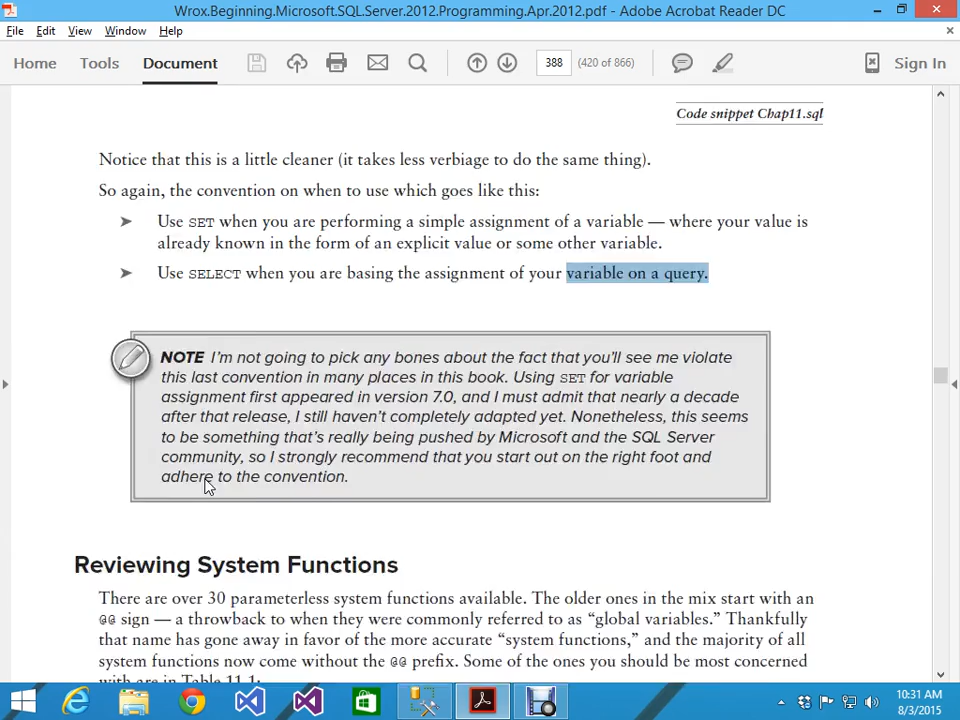 Wrox.Beginning.Microsoft.SQL.Server.2012.Programming.Apr.2012.pdf - Adobe Acrobat Reader DC
File Edit View Window Help
Home Tools Document 388 (420 of 866) Sign In
Code snippet Chap11.sql
Notice that this is a little cleaner (it takes less verbiage to do the same thing).
So again, the convention on when to use which goes like this:
➤ Use SET when you are performing a simple assignment of a variable — where your value is
already known in the form of an explicit value or some other variable.
➤ Use SELECT when you are basing the assignment of your variable on a query.
NOTE I'm not going to pick any bones about the fact that you'll see me violate
this last convention in many places in this book. Using SET for variable
assignment first appeared in version 7.0, and I must admit that nearly a decade
after that release, I still haven't completely adapted yet. Nonetheless, this seems
to be something that's really being pushed by Microsoft and the SQL Server
community, so I strongly recommend that you start out on the right foot and
adhere to the convention.
Reviewing System Functions
There are over 30 parameterless system functions available. The older ones in the mix start with an
@@ sign — a throwback to when they were commonly referred to as “global variables.” Thankfully
that name has gone away in favor of the more accurate “system functions,” and the majority of all
system functions now come without the @@ prefix. Some of the ones you should be most concerned
with are in Table 11-1:
10:31 AM
8/3/2015